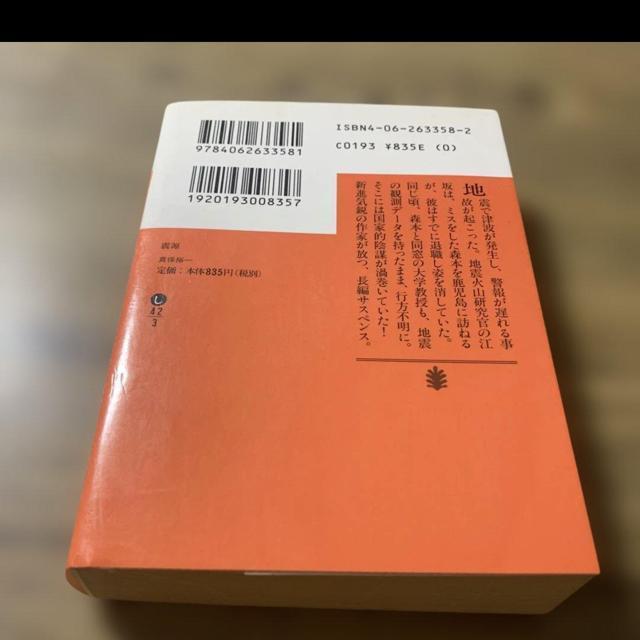 ISBN4-06-263358-2
C0193 ¥835E (0)
9784062633581
1920193008357
震源
真保裕一
定価：本体835円(税別)
し
42
3
地震で津波が発生し、警報が遅れる事
故が起こった。地震火山研究官の江
坂は、ミスをした森本を鹿児島に訪ねる
が、彼はすでに退職し姿を消していた。
同じ頃、森本と同窓の大学教授も、地震
の観測データを持ったまま、行方不明に。
そこには国家的陰謀が渦巻いていた！
新進気鋭の作家が放つ、長編サスペンス。